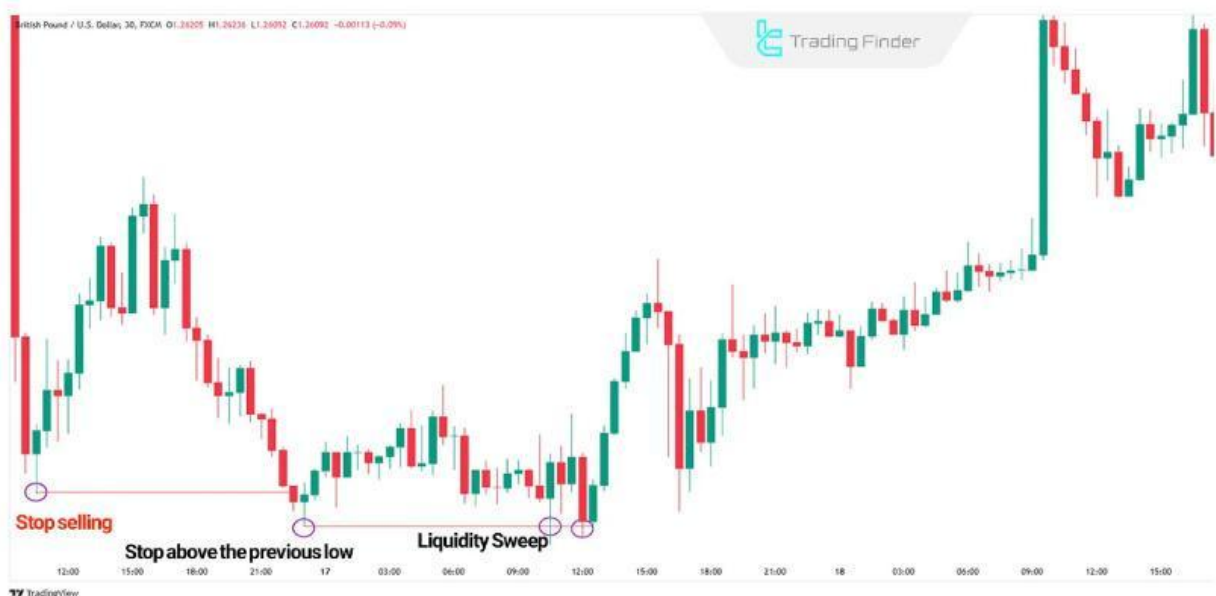 British Pound / U.S. Dollar, 30, FXCM O1.26205 H1.26236 L1.26092 C1.26092 -0.00113 (-0.09%)
Trading Finder
Stop selling
Stop above the previous low
Liquidity Sweep
12:00 15:00 18:00 21:00 17 03:00 06:00 09:00 12:00 15:00 18:00 21:00 18 03:00 06:00 09:00 12:00 15:00
TradingView